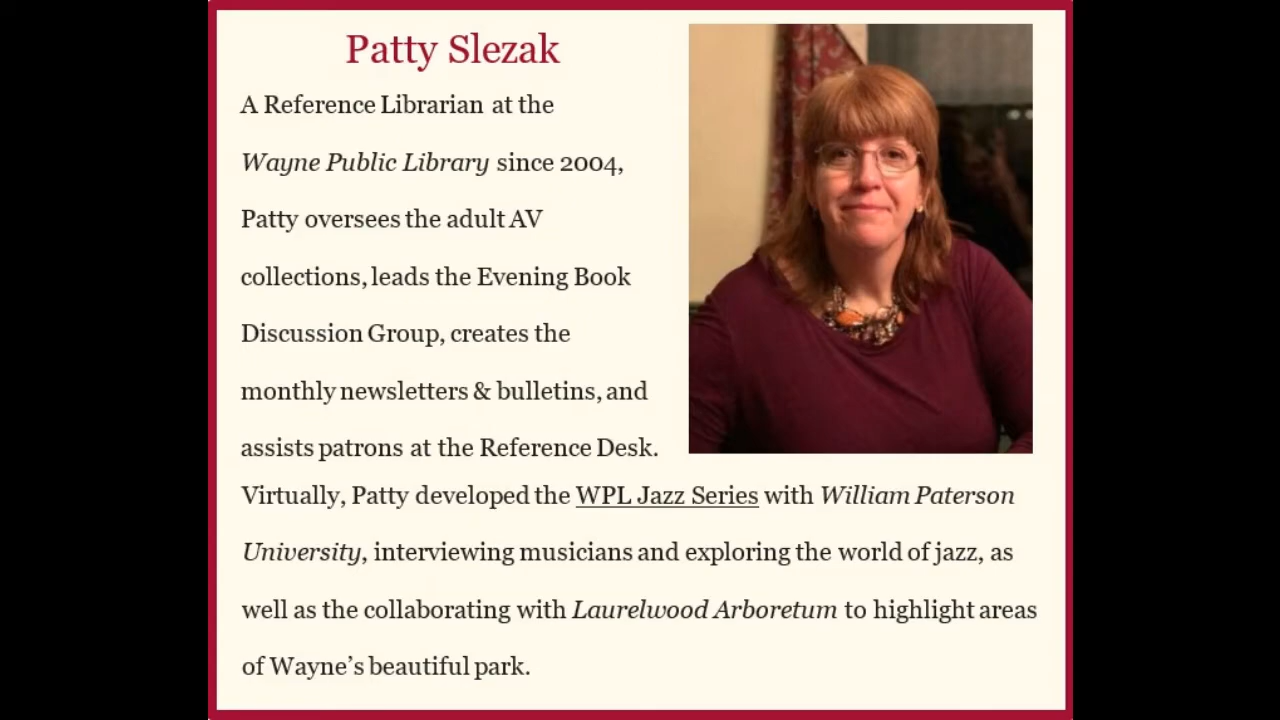 Patty Slezak
A Reference Librarian at the
Wayne Public Library since 2004,
Patty oversees the adult AV
collections, leads the Evening Book
Discussion Group, creates the
monthly newsletters & bulletins, and
assists patrons at the Reference Desk.
Virtually, Patty developed the WPL Jazz Series with William Paterson
University, interviewing musicians and exploring the world of jazz, as
well as the collaborating with Laurelwood Arboretum to highlight areas
of Wayne’s beautiful park.